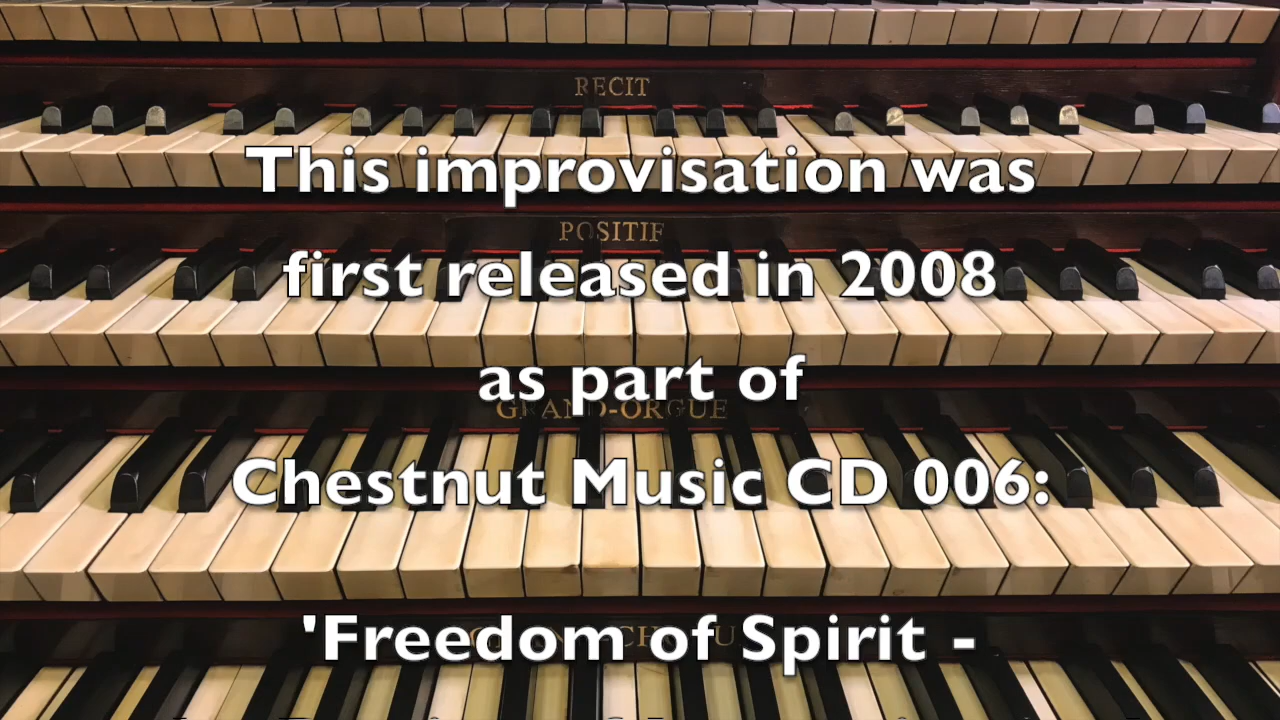 RECIT
This improvisation was
POSITIF
first released in 2008
as part of
GRAND-ORGUE
Chestnut Music CD 006:
'Freedom of Spirit -